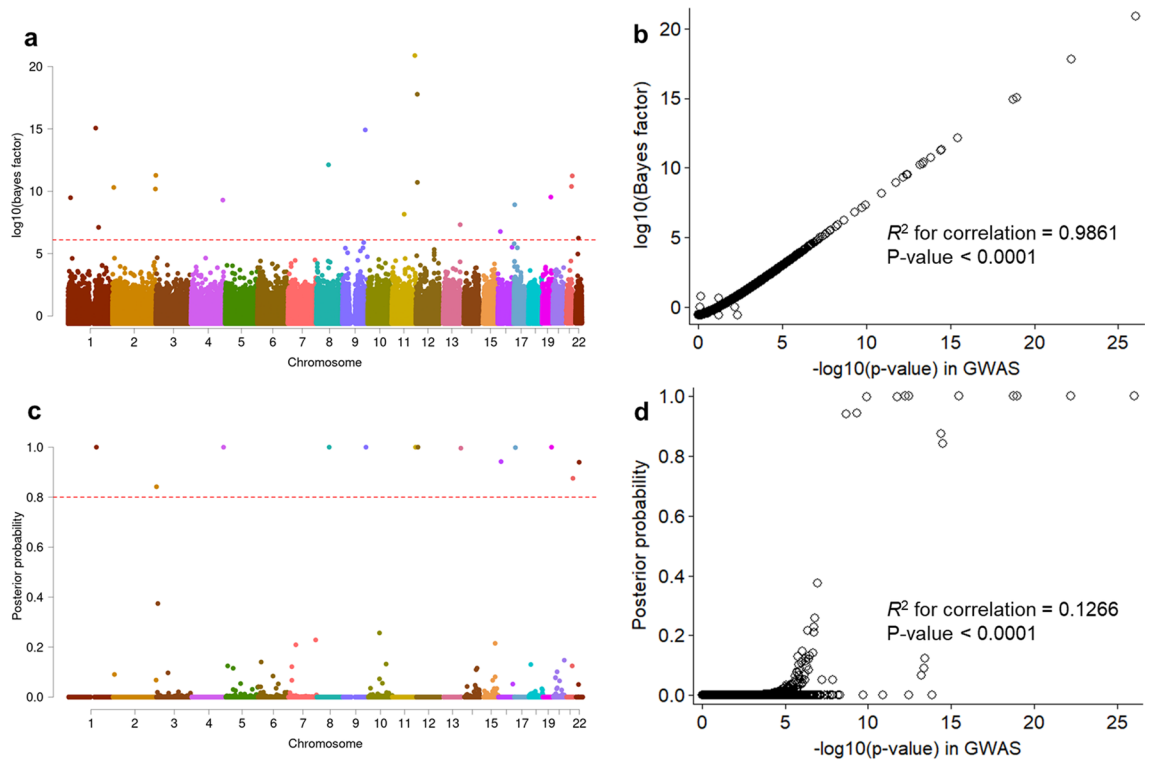 a
log10(bayes factor)
20
15
10
5
0
1 2 3 4 5 6 7 8 9 10 11 12 13 15 17 19 22
Chromosome
b
log10(Bayes factor)
20
15
10
5
0
R² for correlation = 0.9861
P-value < 0.0001
0 5 10 15 20 25
-log10(p-value) in GWAS
c
Posterior probability
1.0
0.8
0.6
0.4
0.2
0.0
1 2 3 4 5 6 7 8 9 10 11 12 13 15 17 19 22
Chromosome
d
Posterior probability
1.0
0.8
0.6
0.4
0.2
0.0
R² for correlation = 0.1266
P-value < 0.0001
0 5 10 15 20 25
-log10(p-value) in GWAS